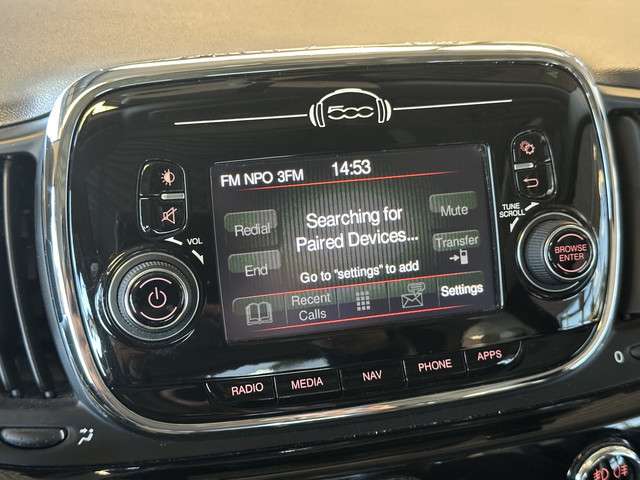 500
FM NPO 3FM 14:53
Redial
Searching for
Paired Devices...
Mute
End
Transfer
Go to "settings" to add
Recent
Calls
Settings
VOL
TUNE
SCROLL
BROWSE
ENTER
RADIO
MEDIA
NAV
PHONE
APPS
0